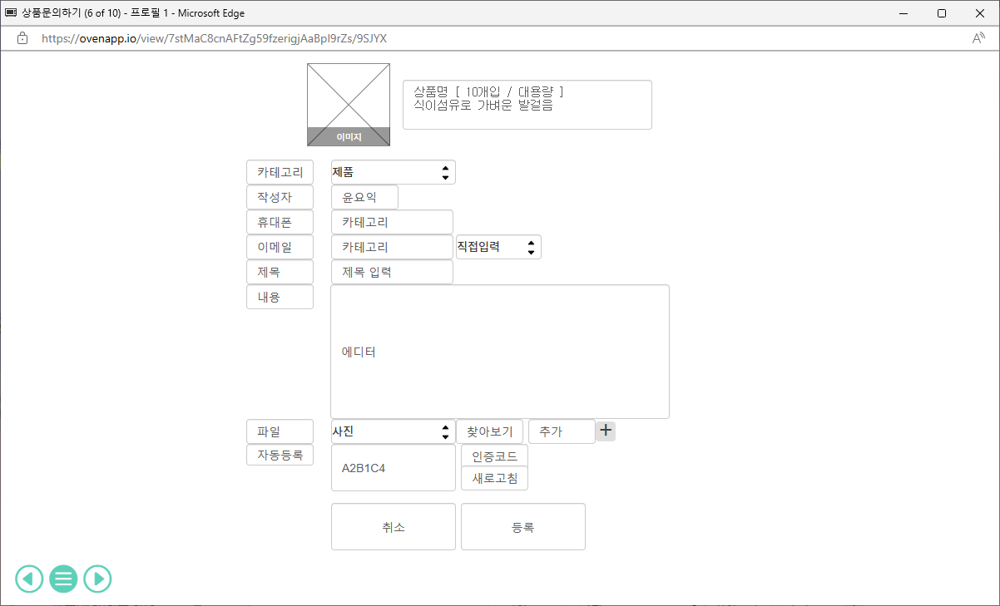 상품문의하기 (6 of 10) - 프로필 1 - Microsoft Edge
https://ovenapp.io/view/7stMaC8cnAFtZg59fzerigjAaBpI9rZs/9SJYX
이미지
상품명 [ 10개입 / 대용량 ]
식이섬유로 가벼운 발걸음
카테고리 제품
작성자 윤요익
휴대폰 카테고리
이메일 카테고리 직접입력
제목 제목 입력
내용
에디터
파일 사진 찾아보기 추가 +
자동등록 A2B1C4 인증코드
새로고침
취소 등록